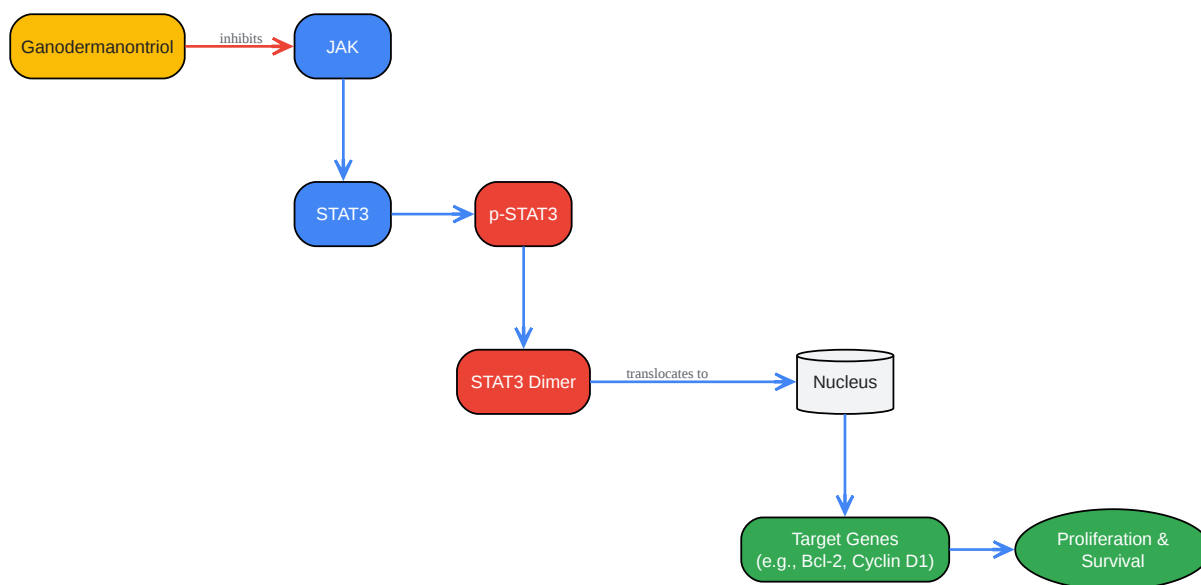 Ganodermanontriol
inhibits
JAK
STAT3
p-STAT3
STAT3 Dimer
translocates to
Nucleus
Target Genes
(e.g., Bcl-2, Cyclin D1)
Proliferation &
Survival